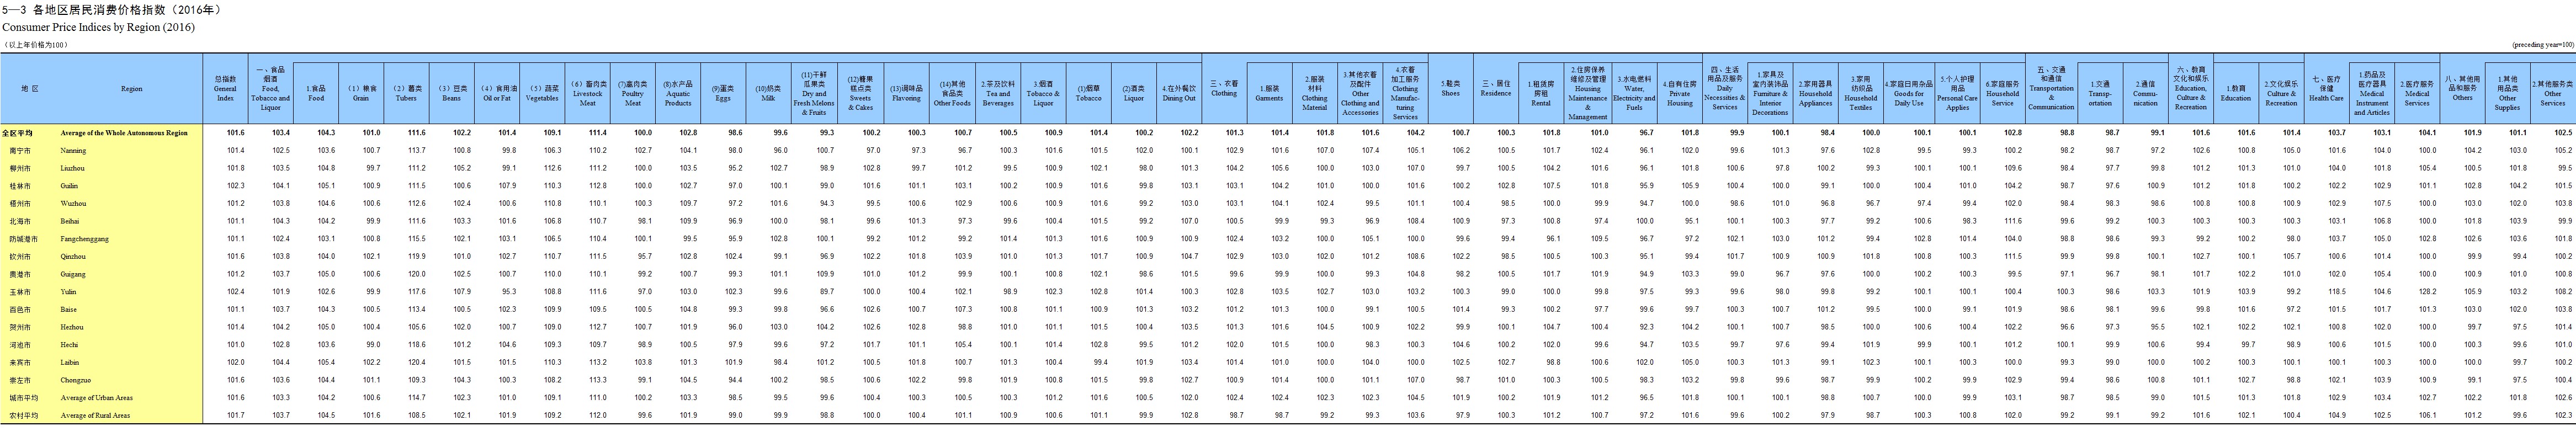 5—3 各地区居民消费价格指数（2016年）
Consumer Price Indices by Region (2016)
（以上年价格为100）
(preceding year=100)
地 区
Region
总指数
General
Index
一、食品
烟酒
Food,
Tobacco and
Liquor
1.食品
Food
（1）粮食
Grain
（2）薯类
Tubers
（3）豆类
Beans
（4）食用油
Oil or Fat
（5）蔬菜
Vegetables
（6）畜肉类
Livestock
Meat
(7)禽肉类
Poultry
Meat
(8)水产品
Aquatic
Products
(9)蛋类
Eggs
(10)奶类
Milk
(11)干鲜
瓜果类
Dry and
Fresh Melons
& Fruits
(12)糖果
糕点类
Sweets
& Cakes
(13)调味品
Flavoring
(14)其他
食品类
Other Foods
2.茶及饮料
Tea and
Beverages
3.烟酒
Tobacco &
Liquor
(1)烟草
Tobacco
(2)酒类
Liquor
4.在外餐饮
Dining Out
三、衣着
Clothing
1.服装
Garments
2.服装
材料
Clothing
Material
3.其他衣着
及配件
Other
Clothing and
Accessories
4.衣着
加工服务
Clothing
Manufac-
turing
Services
5.鞋类
Shoes
三、居住
Residence
1.租赁房
房租
Rental
2.住房保养
维修及管理
Housing
Maintenance
&
Management
3.水电燃料
Water,
Electricity and
Fuels
4.自有住房
Private
Housing
四、生活
用品及服务
Daily
Necessities &
Services
1.家具及
室内装饰品
Furniture &
Interior
Decorations
2.家用器具
Household
Appliances
3.家用
纺织品
Household
Textiles
4.家庭日用杂品
Goods for
Daily Use
5.个人护理
用品
Personal Care
Applies
6.家庭服务
Household
Service
五、交通
和通信
Transportation
&
Communication
1.交通
Transp-
ortation
2.通信
Commu-
nication
六、教育
文化和娱乐
Education,
Culture &
Recreation
1.教育
Education
2.文化娱乐
Culture &
Recreation
七、医疗
保健
Health Care
1.药品及
医疗器具
Medical
Instrument
and Articles
2.医疗服务
Medical
Services
八、其他用
品和服务
Others
1.其他
用品类
Other
Supplies
2.其他服务类
Other
Services
全区平均 Average of the Whole Autonomous Region 101.6 103.4 104.3 101.0 111.6 102.2 101.4 109.1 111.4 100.0 102.8 98.6 99.6 99.3 100.2 100.3 100.7 100.5 100.9 101.4 100.2 102.2 101.3 101.4 101.8 101.6 104.2 100.7 100.3 101.8 101.0 96.7 101.8 99.9 100.1 98.4 100.0 100.1 100.1 102.8 98.8 98.7 99.1 101.6 101.6 101.4 103.7 103.1 104.1 101.9 101.1 102.5
南宁市 Nanning 101.4 102.5 103.6 100.7 113.7 100.8 99.8 106.3 110.2 102.7 104.1 98.0 96.0 100.7 97.0 97.3 96.7 100.3 101.6 101.5 102.0 100.1 102.9 101.6 107.0 107.4 105.1 106.2 100.5 101.7 102.4 96.1 102.0 99.6 101.3 97.6 102.8 99.5 99.3 100.2 98.2 98.7 97.2 102.6 100.8 105.0 101.6 104.0 100.0 104.2 103.0 105.2
柳州市 Liuzhou 101.8 103.5 104.8 99.7 111.2 105.2 99.1 112.6 111.2 100.0 103.5 95.2 102.7 98.9 102.8 99.7 101.2 99.5 100.9 102.1 98.0 101.3 104.2 105.6 100.0 103.0 107.0 99.7 100.5 104.2 101.6 96.1 101.8 100.6 97.8 100.2 99.3 100.1 100.1 109.6 98.4 97.7 99.8 101.2 101.3 101.0 104.0 101.8 105.4 100.5 101.8 99.5
桂林市 Guilin 102.3 104.1 105.1 100.9 111.5 100.6 107.9 110.3 112.8 100.0 102.7 97.0 100.1 99.0 101.6 101.1 103.1 100.2 100.9 101.6 99.8 103.1 103.1 104.2 101.0 100.0 101.6 100.2 102.8 107.5 101.8 95.9 105.9 100.4 100.0 99.1 100.0 100.4 101.0 104.2 98.7 97.6 100.9 101.2 101.8 100.2 102.2 102.9 101.1 102.8 104.2 101.5
梧州市 Wuzhou 101.2 103.8 104.6 100.6 112.6 102.4 100.6 110.8 110.1 100.3 109.7 97.2 101.6 94.3 99.5 100.6 102.9 100.6 100.9 101.6 99.2 103.0 103.1 104.1 102.4 99.5 101.1 100.4 98.5 100.0 99.9 94.7 100.0 98.6 101.0 96.8 96.7 97.4 99.4 102.0 98.4 98.3 98.6 100.8 100.8 100.9 102.9 107.5 100.0 103.0 102.0 103.8
北海市 Beihai 101.1 104.3 104.2 99.9 111.6 103.3 101.6 106.8 110.7 98.1 109.9 96.9 100.0 98.1 99.6 101.3 97.3 99.6 100.4 101.5 99.2 107.0 100.5 99.9 99.3 96.9 108.4 100.9 97.3 100.8 97.4 100.0 95.1 100.1 100.3 97.7 99.2 100.6 98.3 111.6 99.6 99.2 100.3 100.3 100.3 100.3 103.1 106.8 100.0 101.8 103.9 99.9
防城港市 Fangchenggang 101.1 102.4 103.1 100.8 115.5 102.1 103.1 106.5 110.4 100.1 99.5 95.9 102.8 100.1 99.2 101.2 99.2 101.4 101.3 101.6 100.9 100.9 102.4 103.2 100.0 105.1 100.0 99.6 99.4 96.1 109.5 96.7 97.2 102.1 103.0 101.2 99.4 102.8 101.4 104.0 98.8 98.6 99.3 99.2 100.2 98.0 103.7 105.0 102.8 102.6 103.6 101.8
钦州市 Qinzhou 101.6 103.8 104.0 102.1 119.9 101.0 102.7 110.7 111.5 95.7 102.8 102.4 99.1 96.9 102.2 101.8 103.9 101.0 101.3 101.7 100.9 104.7 102.9 103.0 102.0 101.2 108.6 102.2 98.5 100.5 100.3 95.1 99.4 101.7 100.9 100.9 101.8 100.8 100.3 111.5 99.9 99.8 100.1 102.7 100.1 105.7 100.6 101.4 100.0 99.9 99.4 100.2
贵港市 Guigang 101.2 103.7 105.0 100.6 120.0 102.5 100.7 110.0 110.1 99.2 100.7 99.3 101.1 109.9 101.0 101.2 99.9 100.1 100.8 102.1 98.6 101.5 99.6 99.9 100.0 99.3 104.8 98.2 100.5 101.7 101.9 94.9 103.3 99.0 96.7 97.6 100.0 100.2 100.3 99.5 97.1 96.7 98.1 101.7 102.2 101.0 102.0 105.4 100.0 100.9 101.0 100.8
玉林市 Yulin 102.4 101.9 102.6 99.9 117.6 107.9 95.3 108.8 111.6 97.0 103.0 102.3 99.6 89.7 100.0 100.4 102.1 98.9 102.3 102.8 101.4 100.3 102.8 103.5 102.7 103.0 103.2 100.3 99.0 100.0 99.8 97.5 99.3 99.6 98.0 99.8 99.2 100.1 100.1 100.4 100.3 98.6 103.3 101.9 103.9 99.2 118.5 104.6 128.2 105.9 103.2 108.2
百色市 Baise 101.1 103.7 104.3 100.5 113.4 100.5 102.3 109.9 109.5 100.5 104.8 99.3 99.8 96.6 102.6 100.7 107.3 100.8 101.1 100.9 101.3 103.2 101.2 101.3 100.0 99.1 100.5 101.4 99.3 100.2 97.7 99.6 99.7 100.3 100.7 101.2 99.5 99.0 99.1 101.9 98.6 98.1 99.6 99.8 101.6 97.2 101.5 101.7 101.3 103.0 102.0 103.8
贺州市 Hezhou 101.4 104.2 105.0 100.4 105.6 102.0 100.7 109.0 112.7 100.7 101.9 96.0 103.0 104.2 102.6 102.8 98.8 101.0 101.1 101.5 100.4 103.5 101.3 101.6 104.5 100.9 102.2 99.9 100.1 104.7 100.4 92.3 104.2 100.1 100.7 98.5 100.0 100.6 100.4 102.2 96.6 97.3 95.5 102.1 102.2 102.1 100.8 102.0 100.0 99.7 97.5 101.4
河池市 Hechi 101.0 102.8 103.6 99.0 118.6 101.2 104.6 109.3 109.7 98.9 100.5 97.9 99.6 97.2 101.7 101.1 105.4 100.1 101.4 102.8 99.5 101.2 102.0 101.5 100.0 98.3 100.3 104.6 100.2 102.0 99.6 94.7 103.5 99.2 97.6 99.4 101.9 99.9 100.1 101.2 100.1 99.9 100.6 99.4 99.7 98.9 100.6 101.5 100.0 100.3 99.6 101.0
来宾市 Laibin 102.0 104.4 105.4 102.2 120.4 101.5 101.5 110.3 113.2 103.8 101.3 101.9 98.4 101.2 100.5 101.8 100.7 101.3 100.4 99.4 101.9 103.4 101.4 101.0 100.0 104.0 100.0 102.5 102.7 98.8 100.6 102.0 105.0 100.3 101.3 99.1 102.3 100.1 100.3 100.0 99.3 99.0 100.0 100.2 100.3 100.1 100.1 100.3 100.0 100.0 99.7 100.2
崇左市 Chongzuo 101.6 103.6 104.4 101.1 109.3 104.3 100.3 108.2 113.3 99.1 104.5 94.4 100.2 98.5 100.6 102.2 99.8 101.9 100.8 101.5 99.8 102.7 100.9 101.4 100.0 101.1 107.0 98.7 101.0 100.3 100.5 98.3 103.2 99.8 99.6 98.7 99.9 100.2 99.9 102.9 99.4 98.6 100.8 101.1 102.7 98.8 102.1 103.9 100.9 99.1 97.5 100.4
城市平均 Average of Urban Areas 101.6 103.3 104.2 100.6 114.7 102.3 101.0 109.2 111.0 100.2 103.3 98.5 99.5 99.6 100.4 100.3 100.5 100.3 101.2 101.6 100.5 102.0 102.4 102.4 102.3 102.3 104.5 101.9 100.2 101.9 101.2 96.5 101.8 100.1 100.1 98.8 100.7 100.0 99.9 103.1 98.7 98.5 99.0 101.5 101.3 101.8 102.9 103.4 102.7 102.2 101.8 102.6
农村平均 Average of Rural Areas 101.7 103.7 104.5 101.6 108.5 102.1 101.9 109.2 112.0 99.6 101.9 99.0 99.9 98.8 100.0 100.4 101.1 100.9 100.6 101.1 99.9 102.8 98.7 98.7 99.2 99.3 103.6 97.9 100.3 101.2 100.7 97.2 101.6 99.6 100.2 97.9 98.7 100.3 100.8 102.0 99.2 99.1 99.2 101.6 102.1 100.4 104.9 102.5 106.1 101.2 99.6 102.3